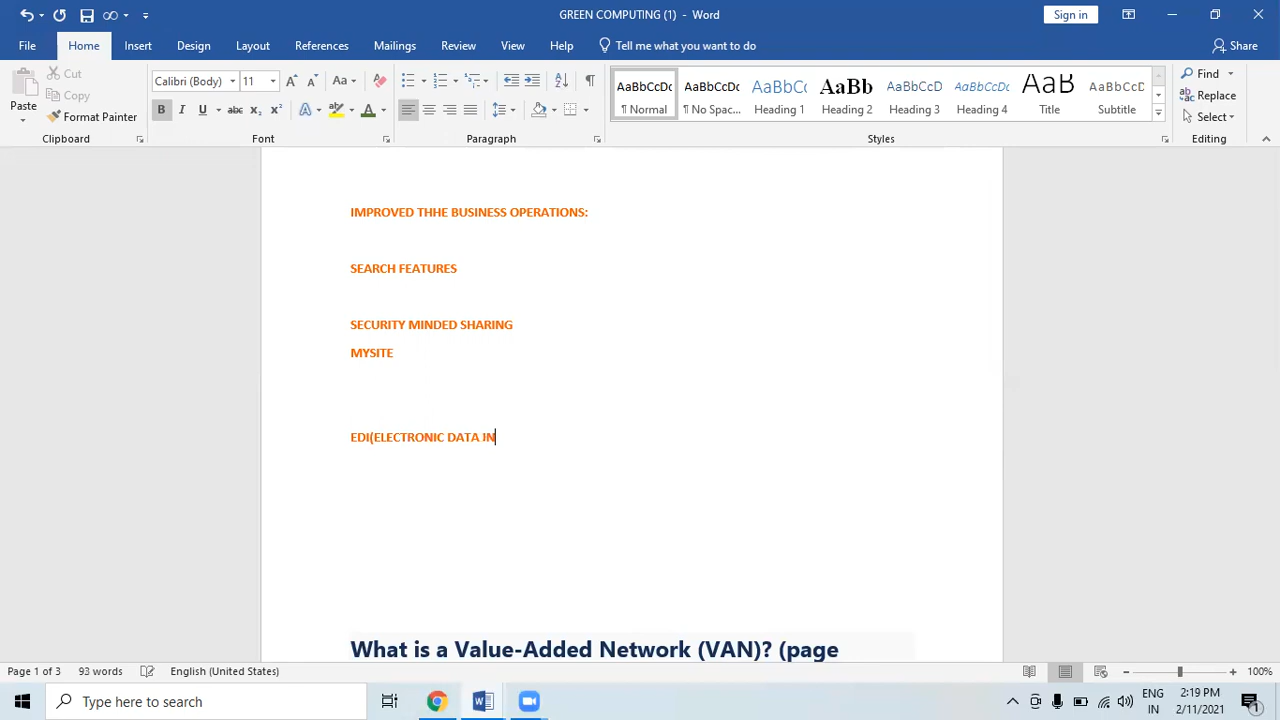 GREEN COMPUTING (1) - Word
Sign in
File Home Insert Design Layout References Mailings Review View Help Tell me what you want to do Share
Paste
Cut
Copy
Format Painter
Clipboard
Calibri (Body) 11
Font
Paragraph
AaBbCcDc AaBbCcDc AaBbC AaBb AaBbCcD AaBbCcDc AaB AaBbCcD
¶ Normal ¶ No Spac... Heading 1 Heading 2 Heading 3 Heading 4 Title Subtitle
Styles
Find
Replace
Select
Editing
IMPROVED THHE BUSINESS OPERATIONS:
SEARCH FEATURES
SECURITY MINDED SHARING
MYSITE
EDI(ELECTRONIC DATA IN
What is a Value-Added Network (VAN)? (page
Page 1 of 3 93 words English (United States) 100%
Type here to search
ENG
IN
2:19 PM
2/11/2021
1